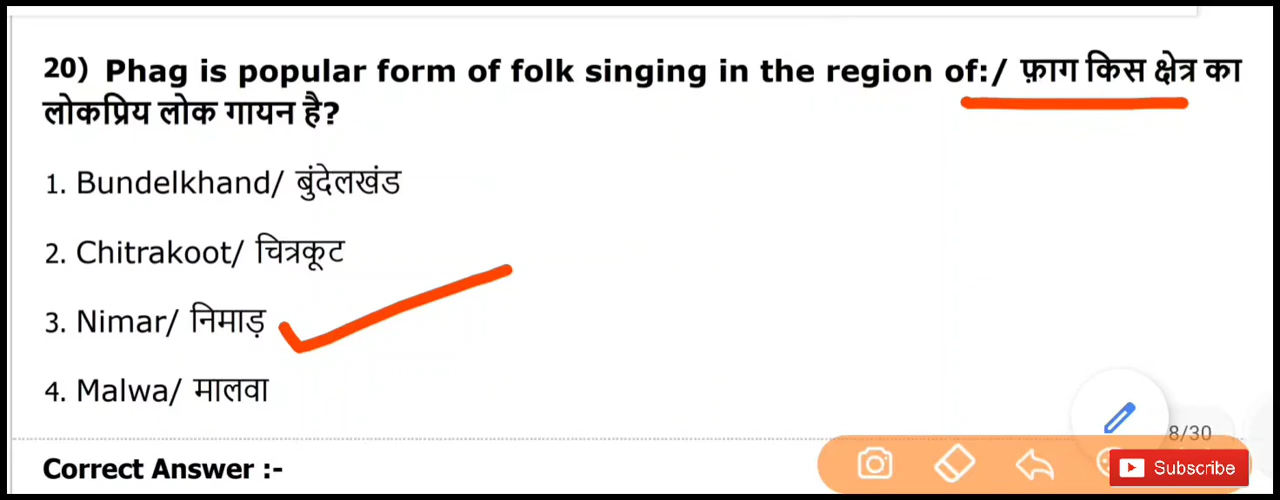 20) Phag is popular form of folk singing in the region of:/ फ़ाग किस क्षेत्र का
लोकप्रिय लोक गायन है?
1. Bundelkhand/ बुंदेलखंड
2. Chitrakoot/ चित्रकूट
3. Nimar/ निमाड़
4. Malwa/ मालवा
8/30
Correct Answer :-
Subscribe